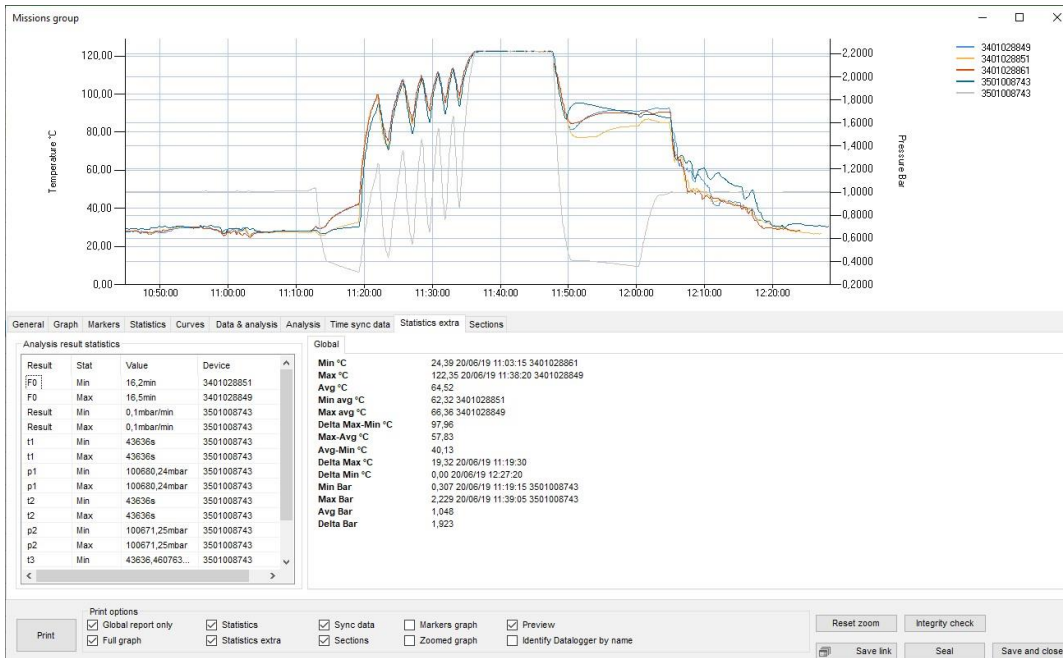 Missions group
120,00
100,00
80,00
60,00
40,00
20,00
0,00
Temperature °C
2,2000
2,0000
1,8000
1,6000
1,4000
1,2000
1,0000
0,8000
0,6000
0,4000
0,2000
Pressure Bar
10:50:00 11:00:00 11:10:00 11:20:00 11:30:00 11:40:00 11:50:00 12:00:00 12:10:00 12:20:00
3401028849
3401028851
3401028861
3501008743
3501008743
General Graph Markers Statistics Curves Data & analysis Analysis Time sync data Statistics extra Sections
Analysis result statistics
Result Stat Value Device
F0 Min 16,2min 3401028851
F0 Max 16,5min 3401028849
Result Min 0,1mbar/min 3501008743
Result Max 0,1mbar/min 3501008743
t1 Min 43636s 3501008743
t1 Max 43636s 3501008743
p1 Min 100680,24mbar 3501008743
p1 Max 100680,24mbar 3501008743
t2 Min 43636s 3501008743
t2 Max 43636s 3501008743
p2 Min 100671,25mbar 3501008743
p2 Max 100671,25mbar 3501008743
t3 Min 43636,460763... 3501008743
Global
Min °C 24,39 20/06/19 11:03:15 3401028861
Max °C 122,35 20/06/19 11:38:20 3401028849
Avg °C 64,52
Min avg °C 62,32 3401028851
Max avg °C 66,36 3401028849
Delta Max-Min °C 97,96
Max-Avg °C 57,83
Avg-Min °C 40,13
Delta Max °C 19,32 20/06/19 11:19:30
Delta Min °C 0,00 20/06/19 12:27:20
Min Bar 0,307 20/06/19 11:19:15 3501008743
Max Bar 2,229 20/06/19 11:39:05 3501008743
Avg Bar 1,048
Delta Bar 1,923
Print
Print options
Global report only Statistics Sync data Markers graph Preview
Full graph Statistics extra Sections Zoomed graph Identify Datalogger by name
Reset zoom Integrity check
Save link Seal Save and close